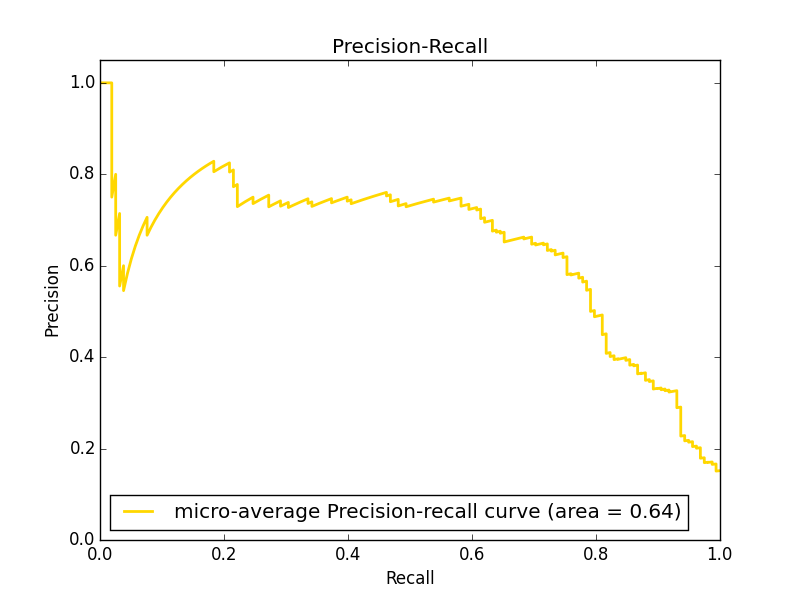 Precision-Recall
1.0
0.8
0.6
0.4
0.2
0.0
Precision
micro-average Precision-recall curve (area = 0.64)
0.0 0.2 0.4 0.6 0.8 1.0
Recall